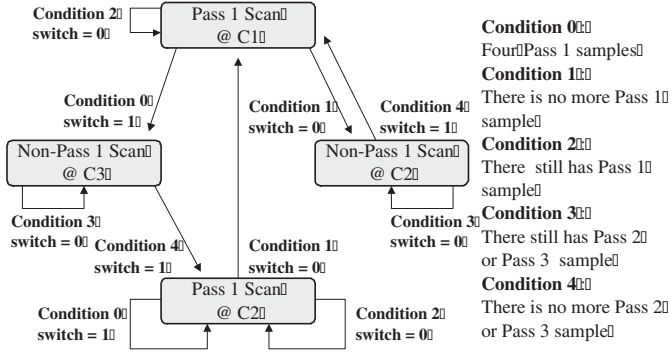 Condition 2
switch = 0
Pass 1 Scan
@ C1
Condition 0
switch = 1
Condition 1
switch = 0
Condition 4
switch = 1
Non-Pass 1 Scan
@ C3
Non-Pass 1 Scan
@ C2
Condition 3
switch = 0
Condition 4
switch = 1
Condition 1
switch = 0
Condition 3
switch = 0
Pass 1 Scan
@ C2
Condition 0
switch = 1
Condition 2
switch = 0
Condition 0:
Four Pass 1 samples
Condition 1:
There is no more Pass 1
sample
Condition 2:
There still has Pass 1
sample
Condition 3:
There still has Pass 2
or Pass 3 sample
Condition 4:
There is no more Pass 2
or Pass 3 sample